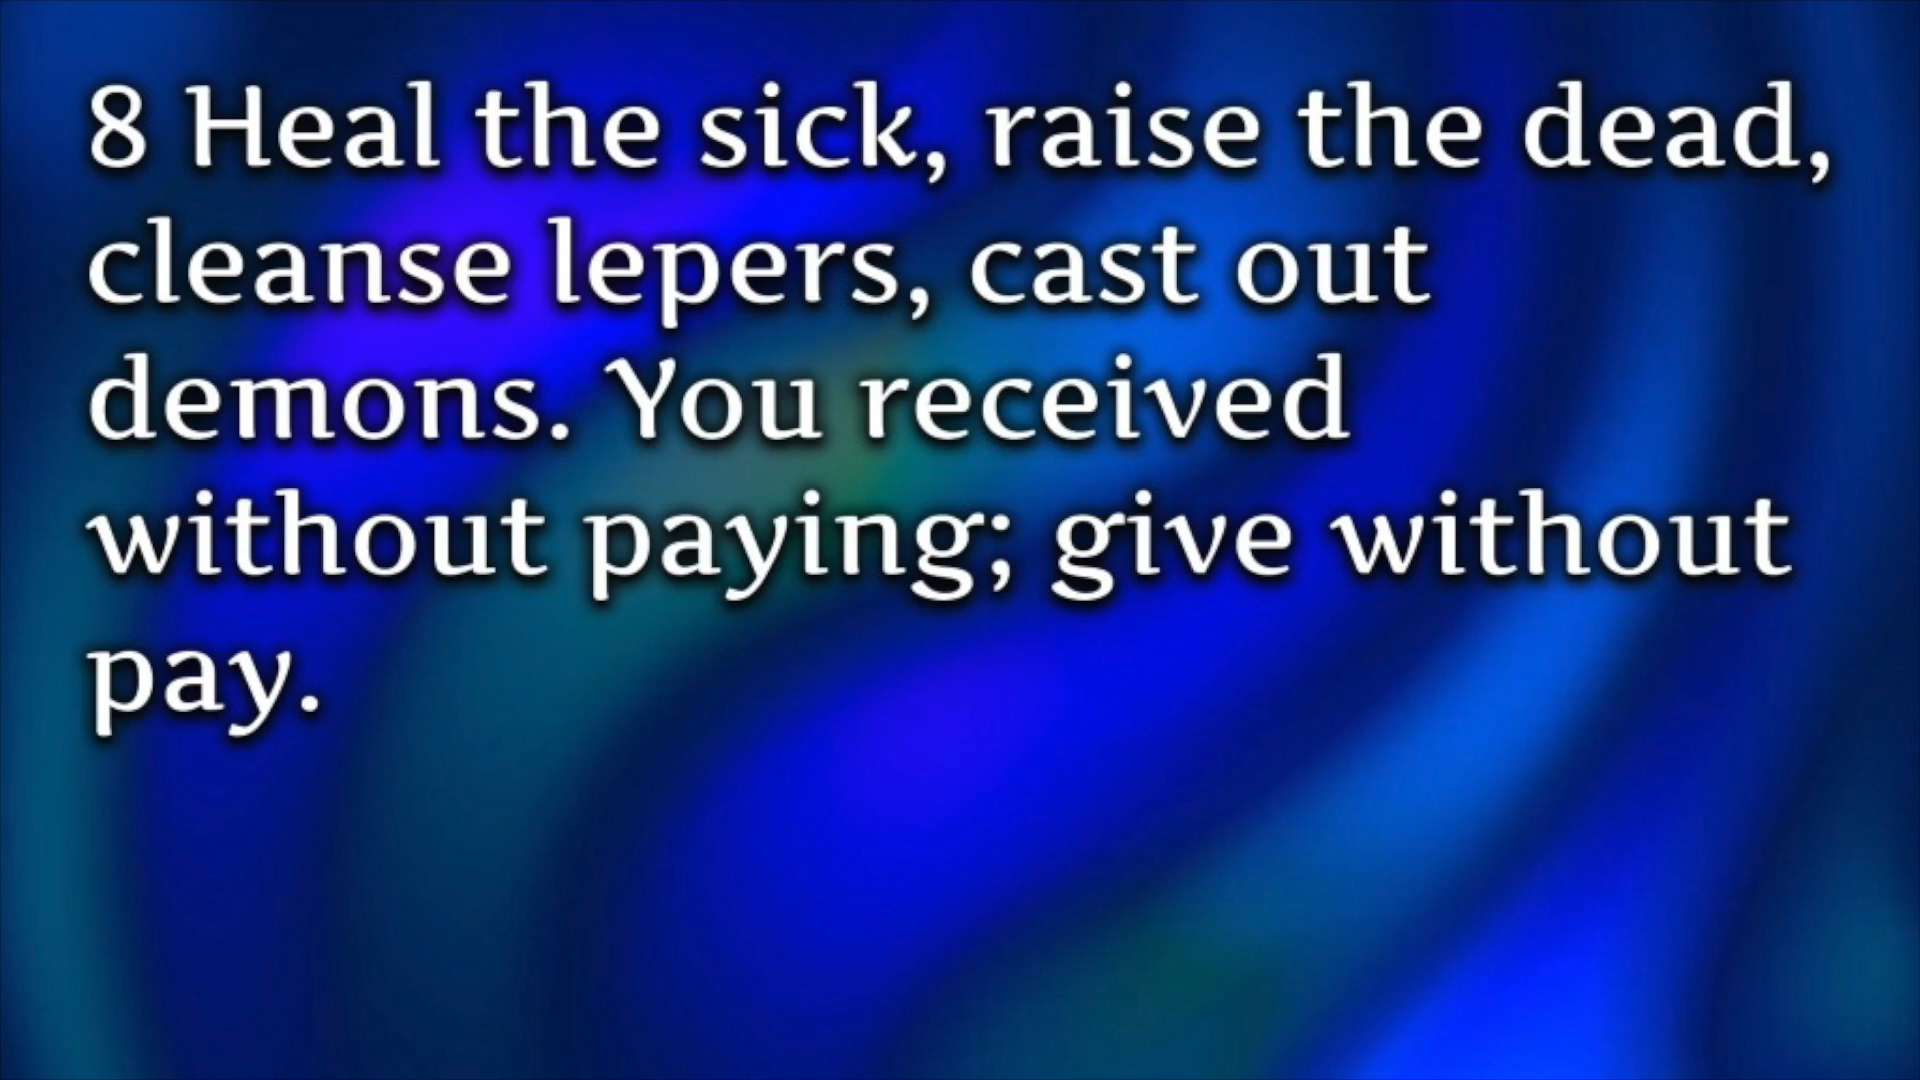 8 Heal the sick, raise the dead,
cleanse lepers, cast out
demons. You received
without paying; give without
pay.